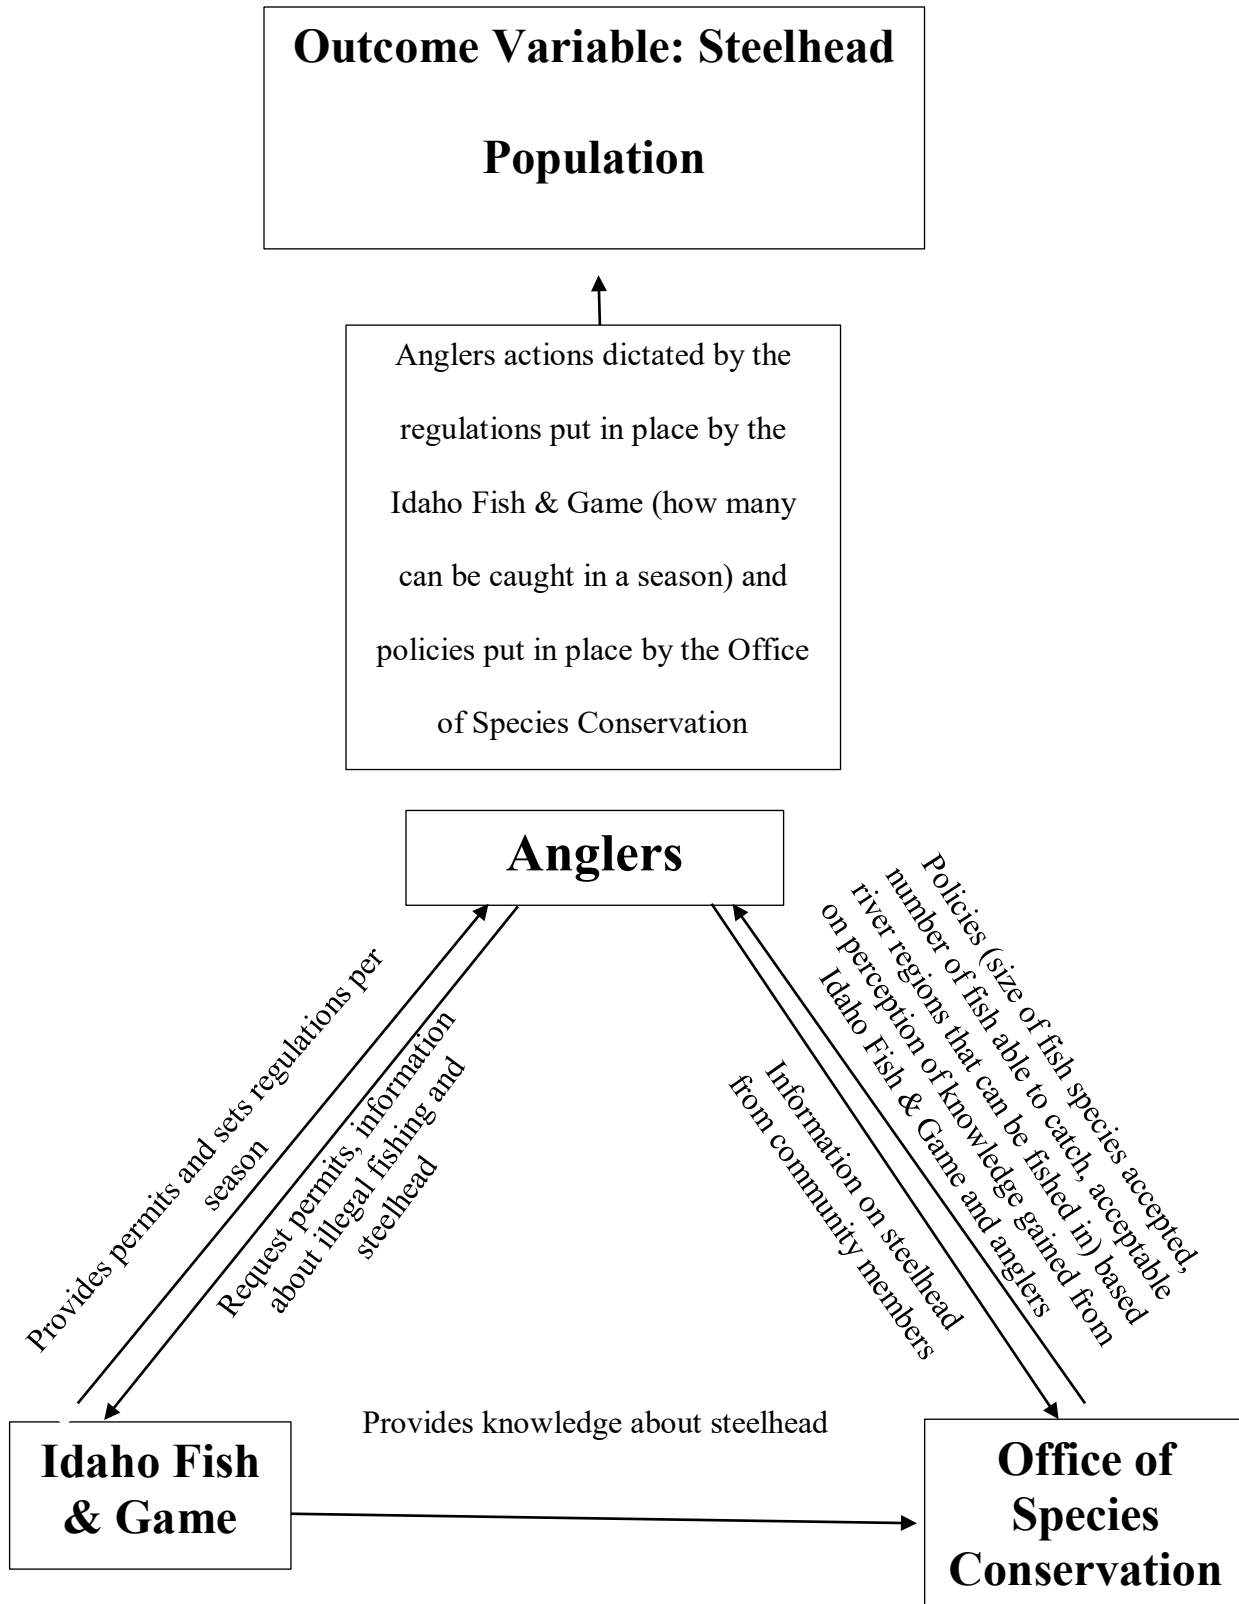 Outcome Variable: Steelhead
Population
Anglers actions dictated by the
regulations put in place by the
Idaho Fish & Game (how many
can be caught in a season) and
policies put in place by the Office
of Species Conservation
Anglers
Provides permits and sets regulations per
season
Request permits, information
about illegal fishing and
steelhead
Information on steelhead
from community members
Policies (size of fish species accepted,
number of fish able to catch, acceptable
river regions that can be fished in) based
on perception of knowledge gained from
Idaho Fish & Game and anglers
Idaho Fish
& Game
Provides knowledge about steelhead
Office of
Species
Conservation